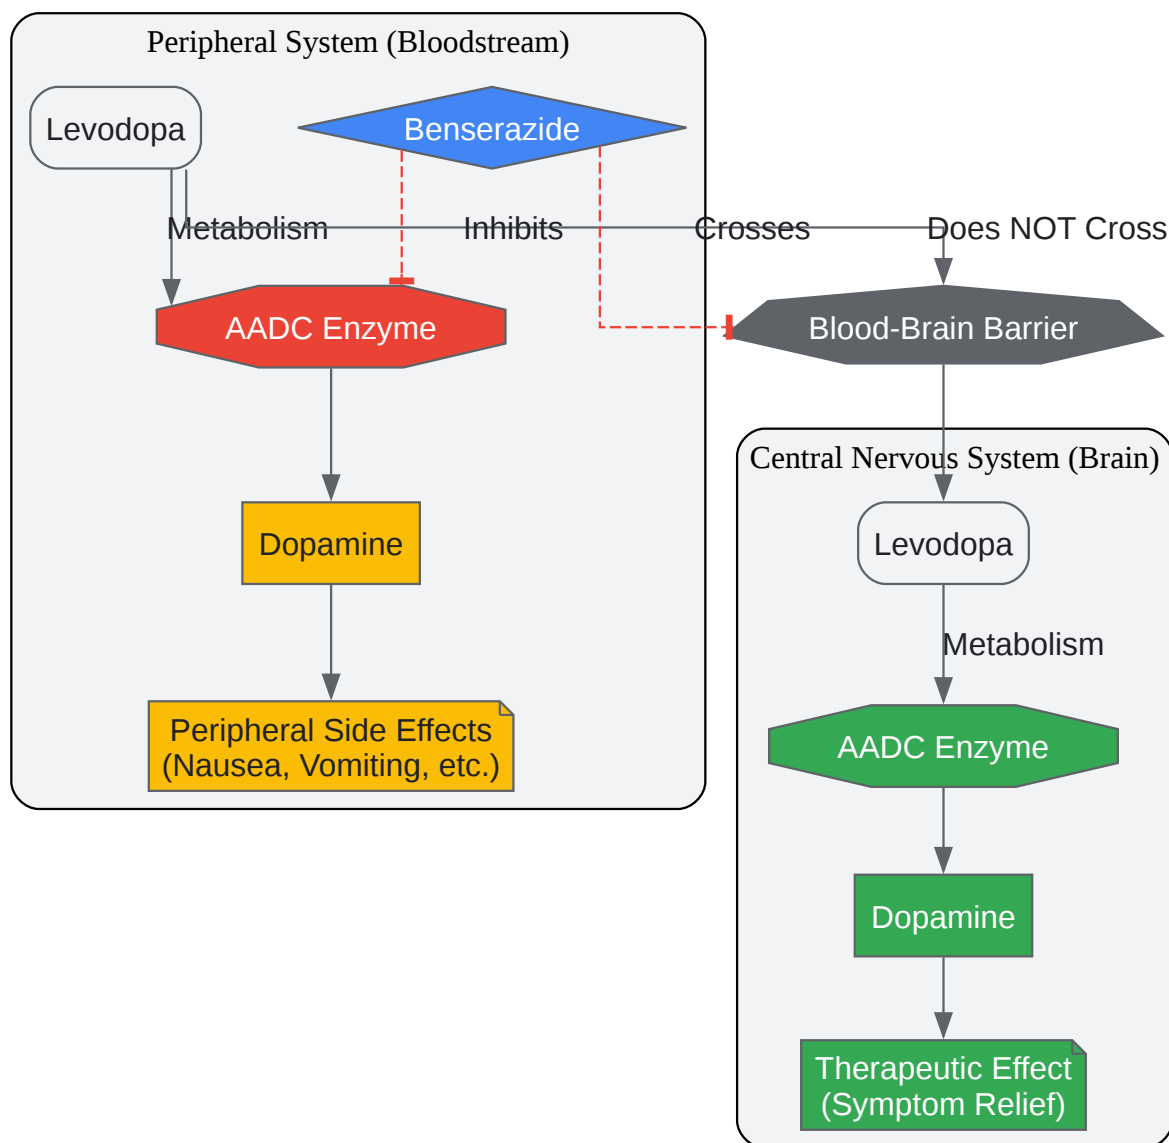 Peripheral System (Bloodstream)
Levodopa
Benserazide
Metabolism
Inhibits
Crosses
Does NOT Cross
AADC Enzyme
Blood-Brain Barrier
Central Nervous System (Brain)
Dopamine
Levodopa
Metabolism
Peripheral Side Effects
(Nausea, Vomiting, etc.)
AADC Enzyme
Dopamine
Therapeutic Effect
(Symptom Relief)